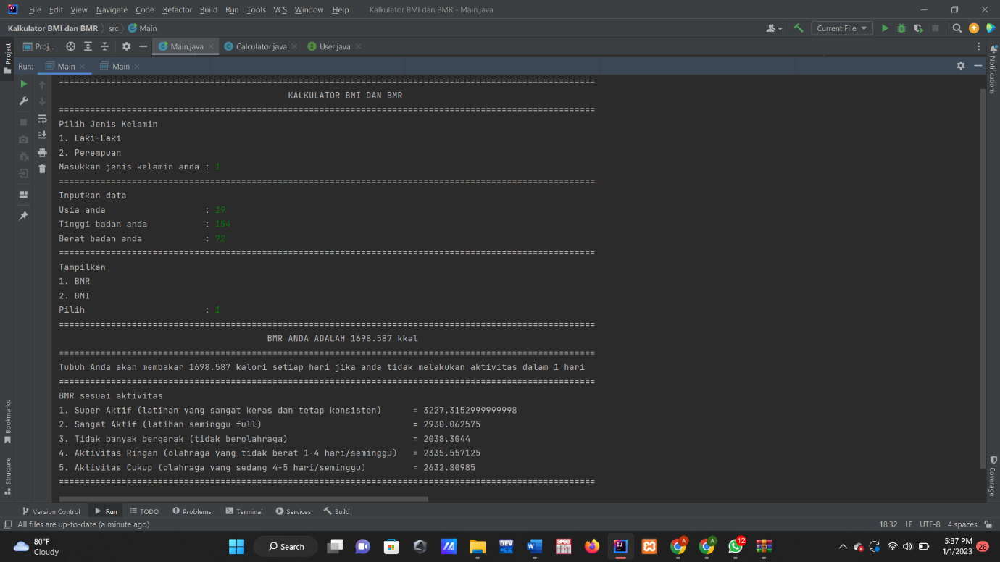 File Edit View Navigate Code Refactor Build Run Tools VCS Window Help Kalkulator BMI dan BMR - Main.java
Kalkulator BMI dan BMR src Main Current File
Proj... Main.java Calculator.java User.java
Run: Main Main
Project
Notifications
====================================================================================================
KALKULATOR BMI DAN BMR
====================================================================================================
Pilih Jenis Kelamin
1. Laki-Laki
2. Perempuan
Masukkan jenis kelamin anda : 1
====================================================================================================
Inputkan data
Usia anda : 19
Tinggi badan anda : 154
Berat badan anda : 72
====================================================================================================
Tampilkan
1. BMR
2. BMI
Pilih : 1
====================================================================================================
BMR ANDA ADALAH 1698.587 kkal
====================================================================================================
Tubuh Anda akan membakar 1698.587 kalori setiap hari jika anda tidak melakukan aktivitas dalam 1 hari
====================================================================================================
BMR sesuai aktivitas
1. Super Aktif (latihan yang sangat keras dan tetap konsisten) = 3227.3152999999998
2. Sangat Aktif (latihan seminggu full) = 2930.062575
3. Tidak banyak bergerak (tidak berolahraga) = 2038.3044
4. Aktivitas Ringan (olahraga yang tidak berat 1-4 hari/seminggu) = 2335.557125
5. Aktivitas Cukup (olahraga yang sedang 4-5 hari/seminggu) = 2632.80985
====================================================================================================
Bookmarks
Structure
Coverage
Version Control Run TODO Problems Terminal Services Build
All files are up-to-date (a minute ago) 18:32 LF UTF-8 4 spaces
80°F
Cloudy
Search
DEV
SPSS
A
A
12
5:37 PM
1/1/2023
26